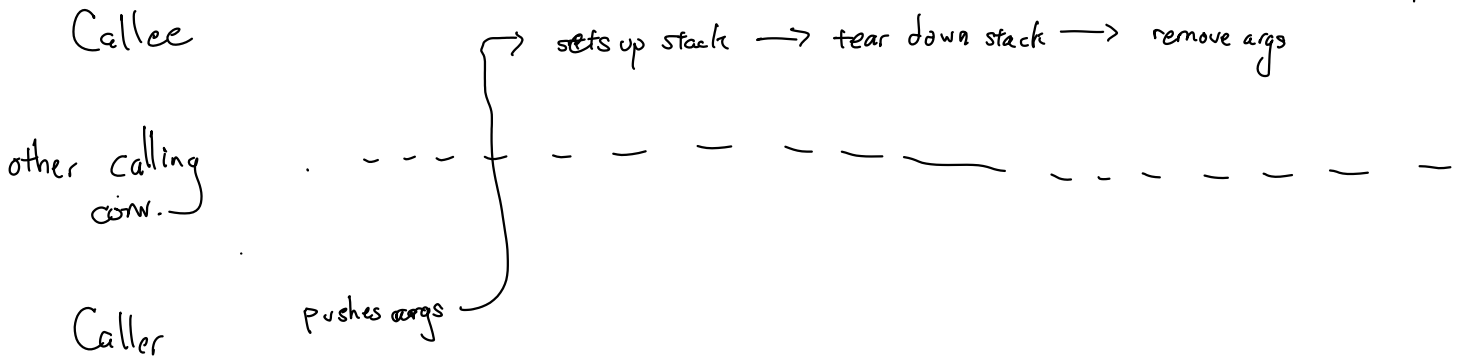 Callee
sets up stack → tear down stack → remove args
other calling
conv.
pushes args
Caller